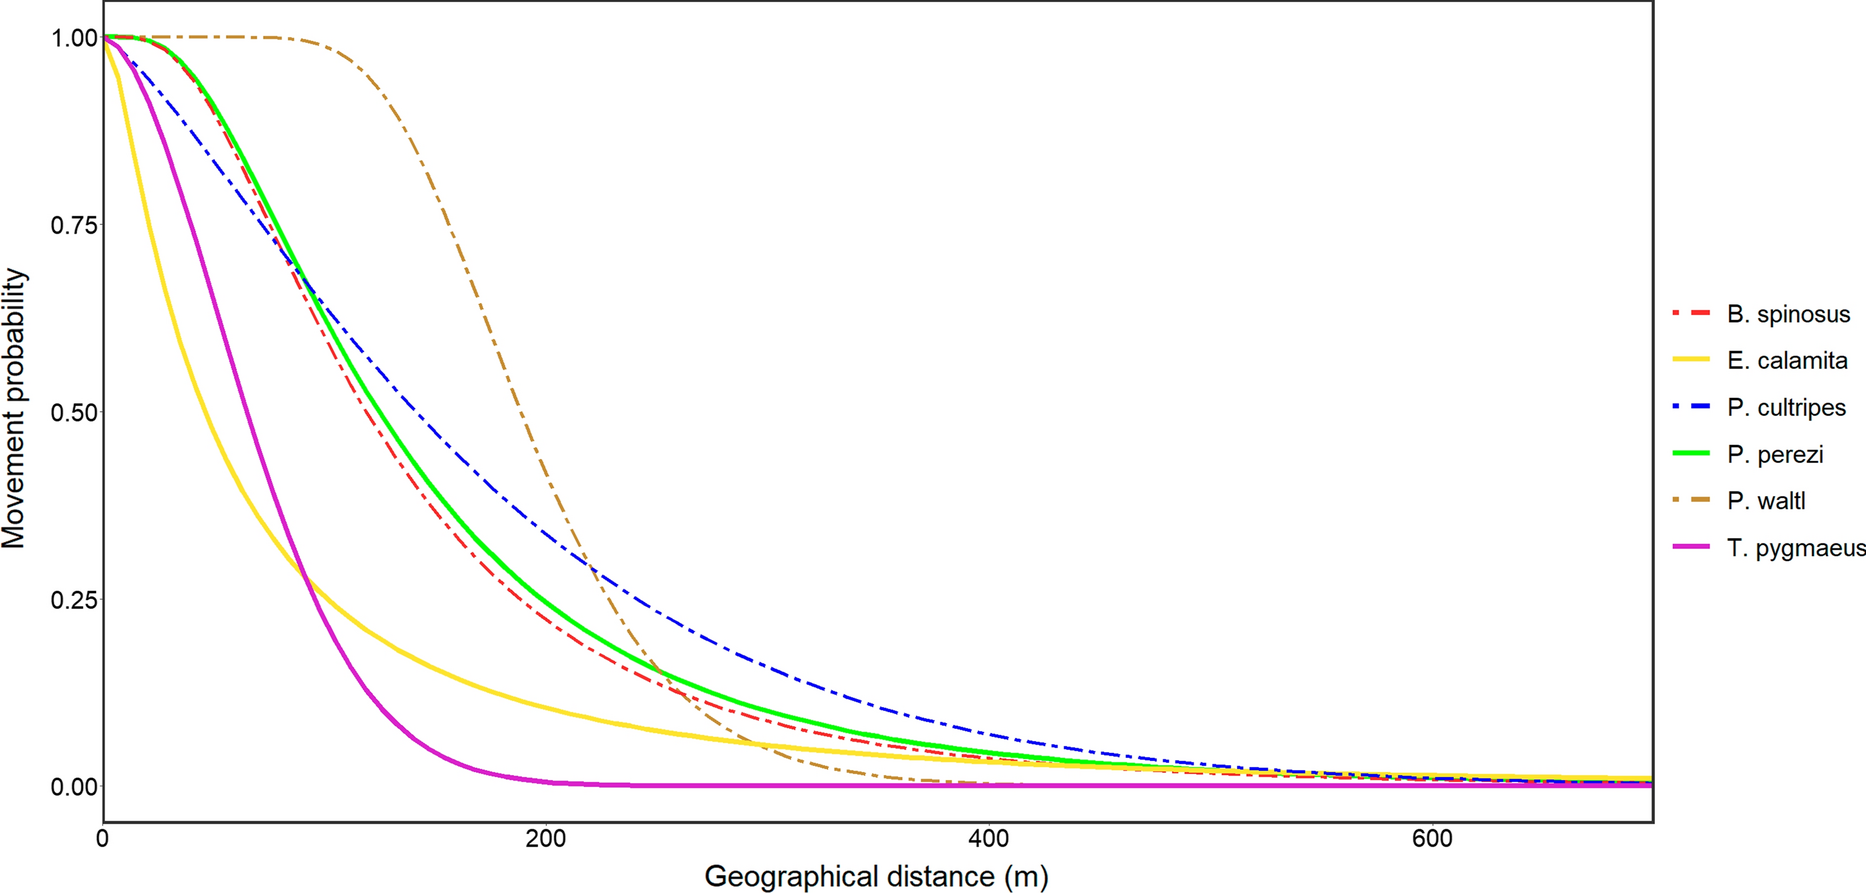 Movement probability
1.00
0.75
0.50
0.25
0.00
0
200
400
600
Geographical distance (m)
B. spinosus
E. calamita
P. cultripes
P. perezi
P. waltl
T. pygmaeus